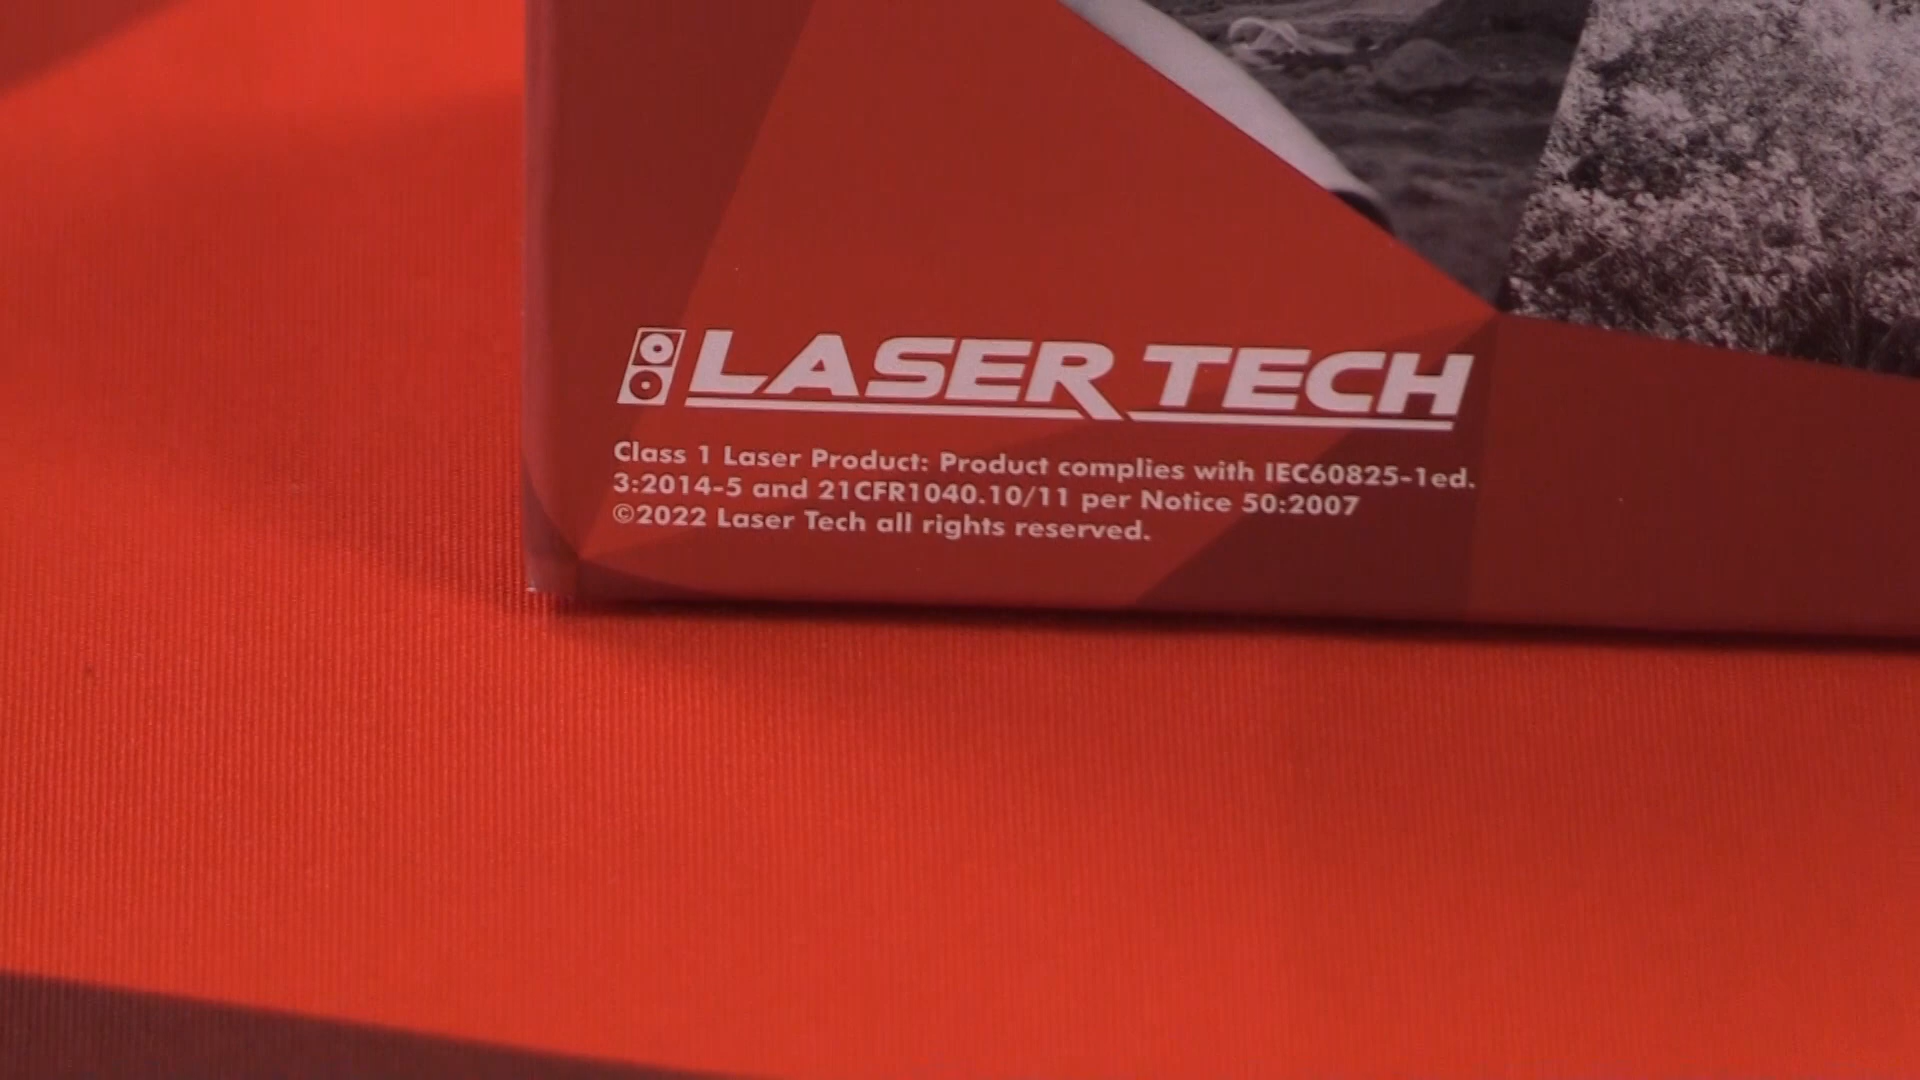 LASER TECH
Class 1 Laser Product: Product complies with IEC60825-1ed.
3:2014-5 and 21CFR1040.10/11 per Notice 50:2007
©2022 Laser Tech all rights reserved.